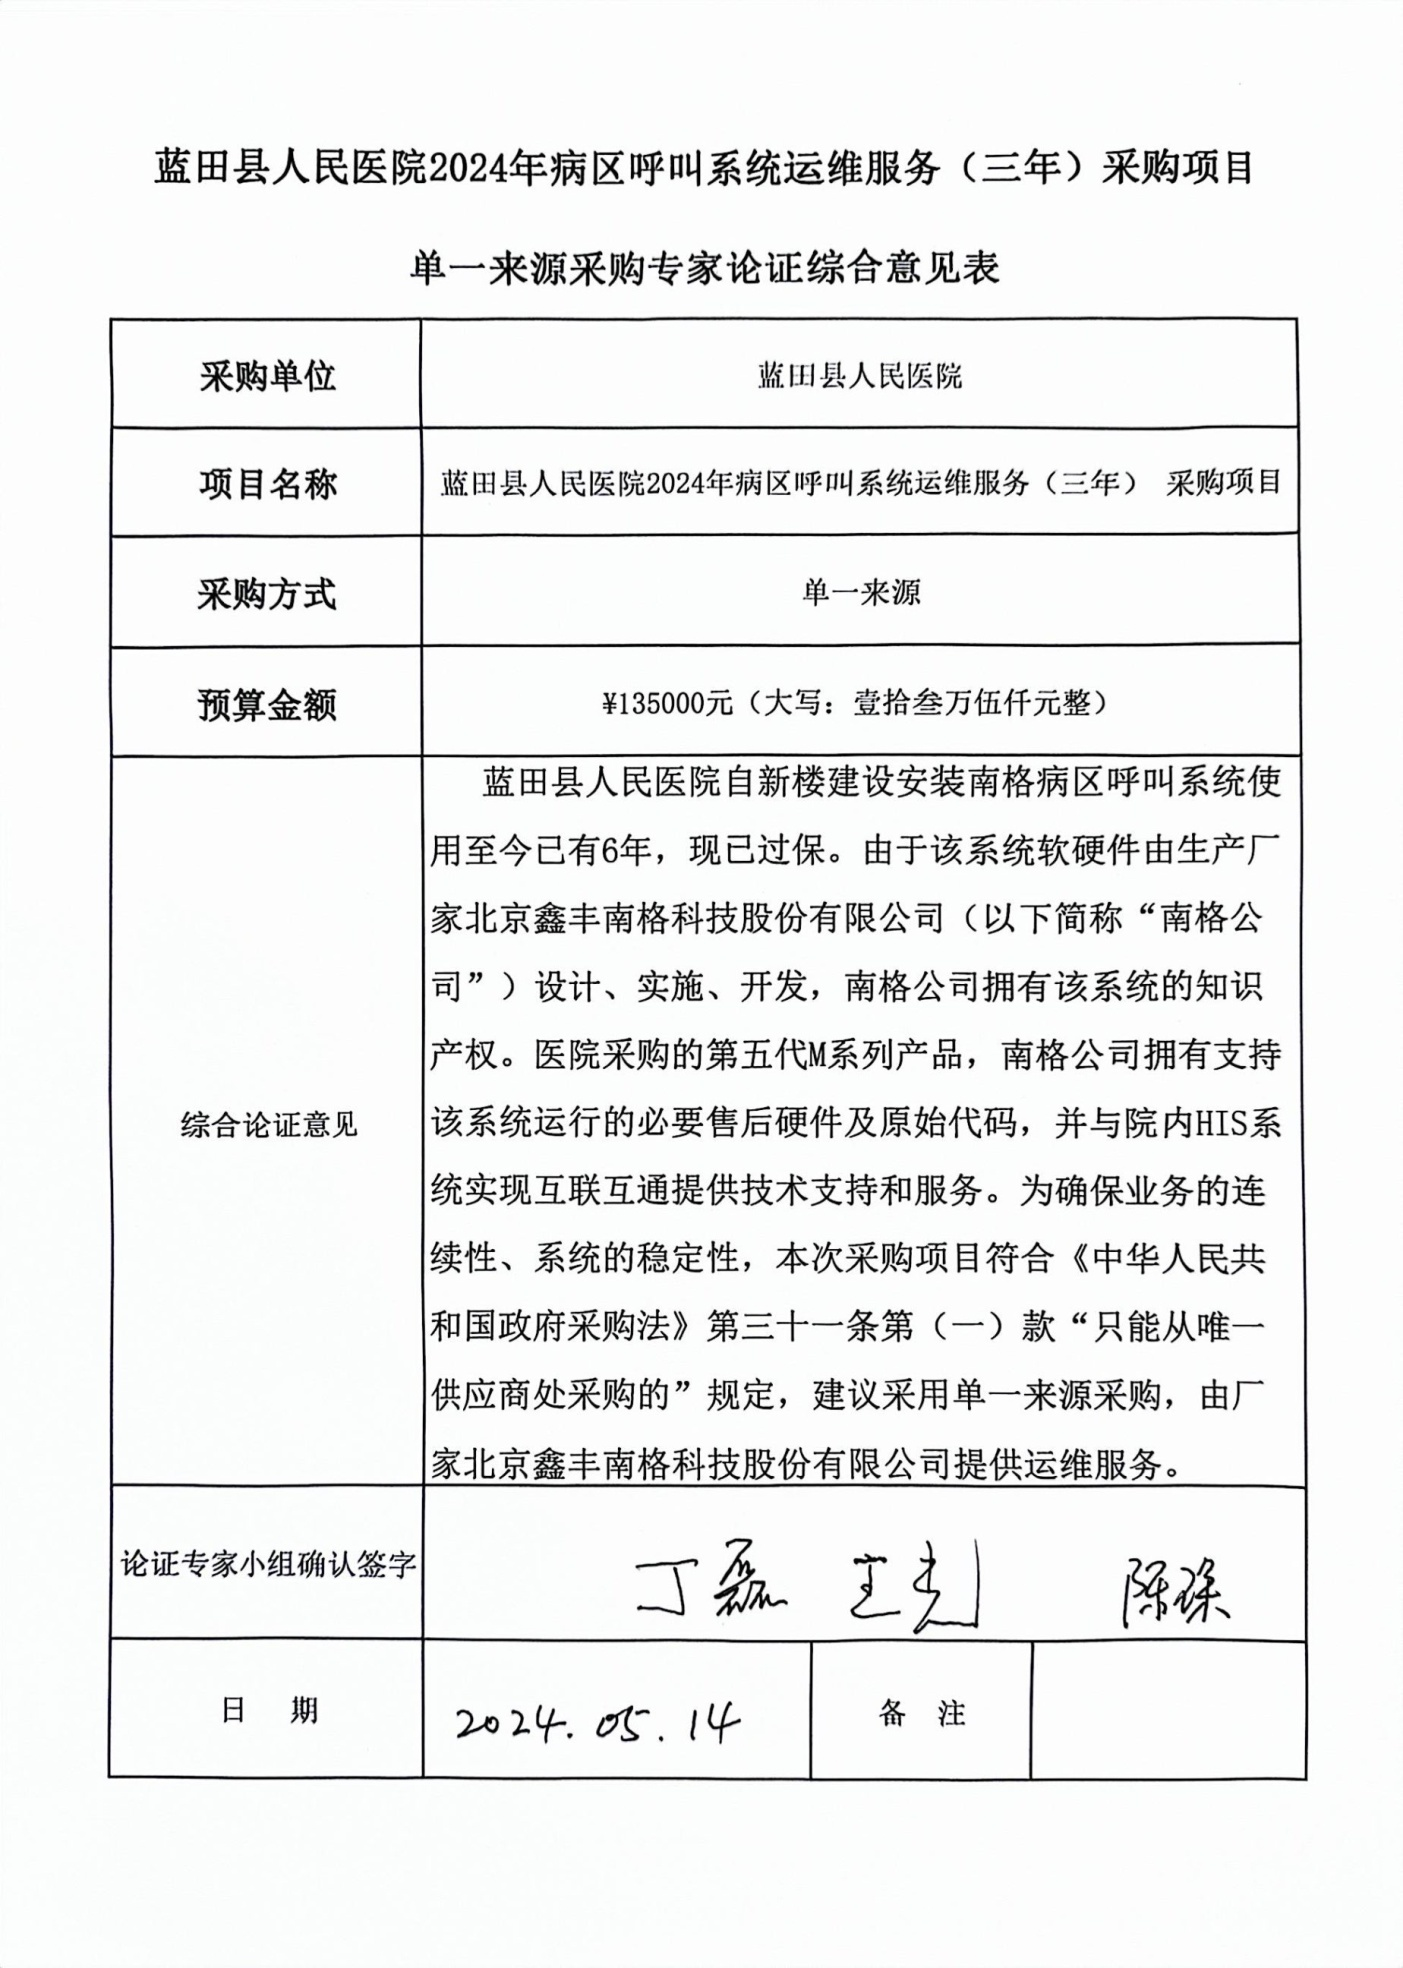 蓝田县人民医院2024年病区呼叫系统运维服务（三年）采购项目
单一来源采购专家论证综合意见表
采购单位
蓝田县人民医院
项目名称
蓝田县人民医院2024年病区呼叫系统运维服务（三年） 采购项目
采购方式
单一来源
预算金额
¥135000元（大写：壹拾叁万伍仟元整）
综合论证意见
蓝田县人民医院自新楼建设安装南格病区呼叫系统使
用至今已有6年，现已过保。由于该系统软硬件由生产厂
家北京鑫丰南格科技股份有限公司（以下简称“南格公
司”）设计、实施、开发，南格公司拥有该系统的知识
产权。医院采购的第五代M系列产品，南格公司拥有支持
该系统运行的必要售后硬件及原始代码，并与院内HIS系
统实现互联互通提供技术支持和服务。为确保业务的连
续性、系统的稳定性，本次采购项目符合《中华人民共
和国政府采购法》第三十一条第（一）款“只能从唯一
供应商处采购的”规定，建议采用单一来源采购，由厂
家北京鑫丰南格科技股份有限公司提供运维服务。
论证专家小组确认签字
丁磊
日 期
2024.05.14
备 注